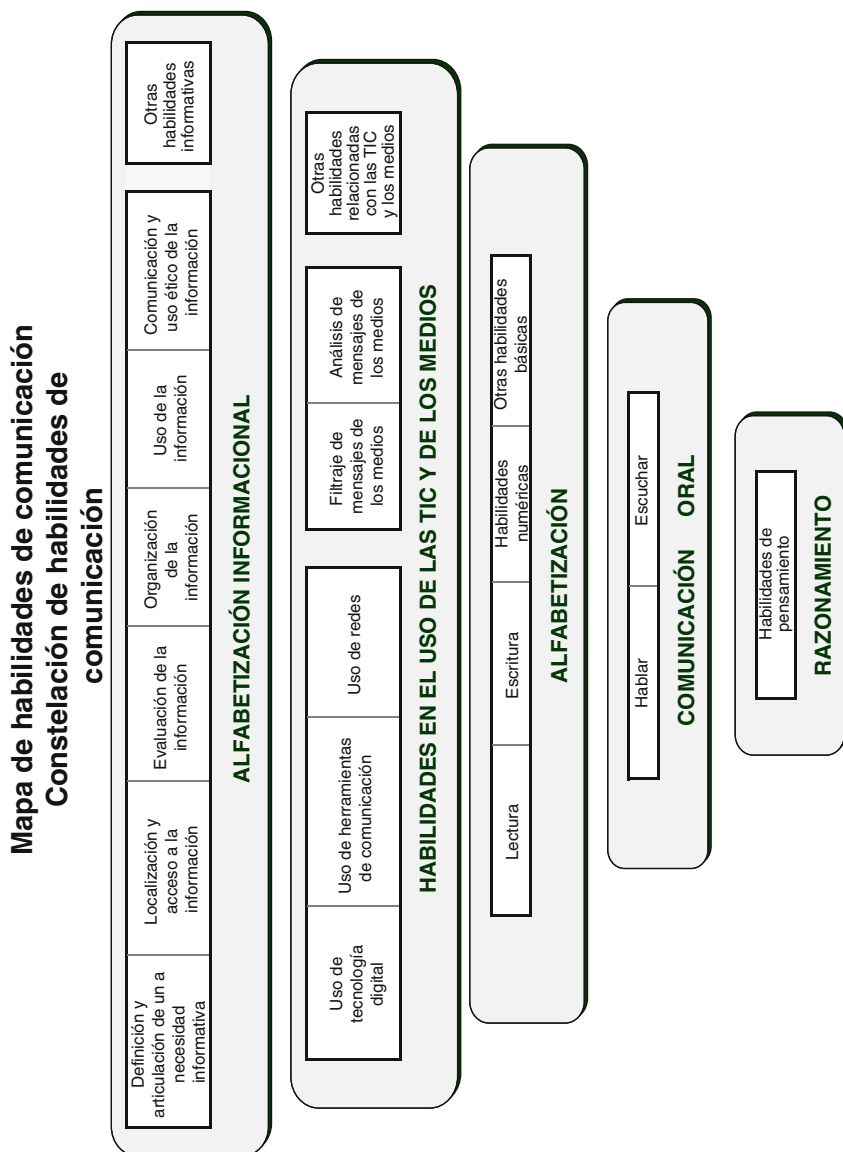 Mapa de habilidades de comunicación
Constelación de habilidades de
comunicación
Definición y
articulación de un a
necesidad
informativa
Localización y
acceso a la
información
Evaluación de la
información
Organización
de la
información
Uso de la
información
Comunicación y
uso ético de la
información
Otras
habilidades
informativas
ALFABETIZACIÓN INFORMACIONAL
Uso de
tecnología
digital
Uso de herramientas
de comunicación
Uso de redes
Filtraje de
mensajes de
los medios
Análisis de
mensajes de
los medios
Otras
habilidades
relacionadas
con las TIC
y los medios
HABILIDADES EN EL USO DE LAS TIC Y DE LOS MEDIOS
Lectura
Escritura
Habilidades
numéricas
Otras habilidades
básicas
ALFABETIZACIÓN
Hablar
Escuchar
COMUNICACIÓN ORAL
Habilidades de
pensamiento
RAZONAMIENTO